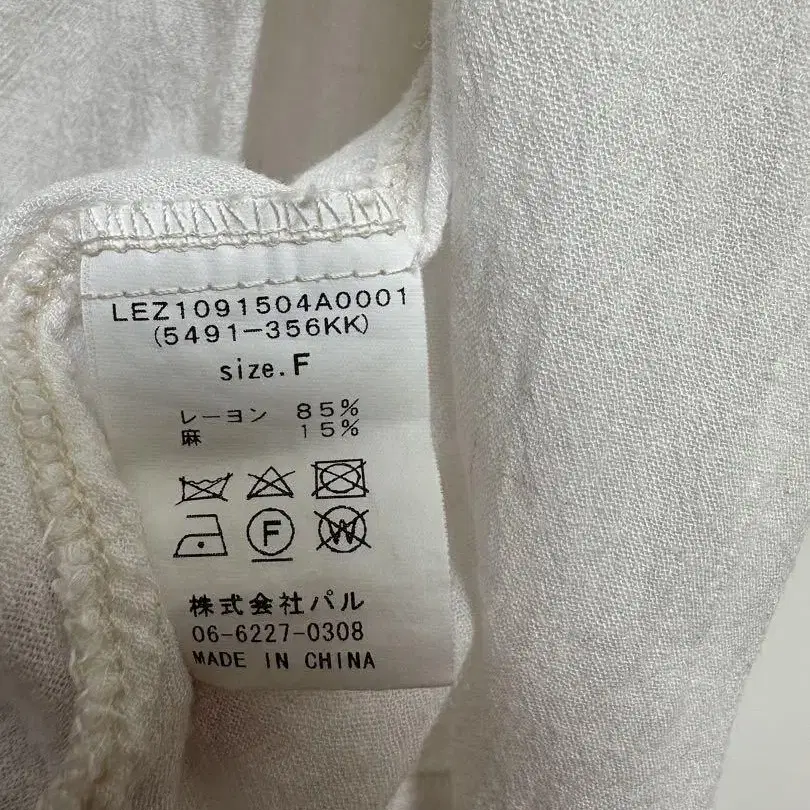 LEZ1091504A0001
(5491-356KK)
size.F
レーヨン 85%
麻 15%
F W
株式会社パル
06-6227-0308
MADE IN CHINA